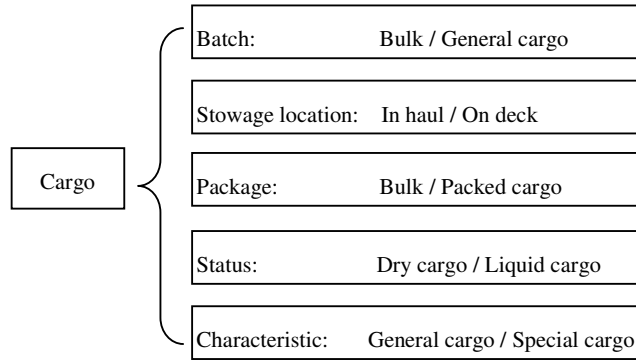 Batch: Bulk / General cargo
Stowage location: In haul / On deck
Cargo
Package: Bulk / Packed cargo
Status: Dry cargo / Liquid cargo
Characteristic: General cargo / Special cargo